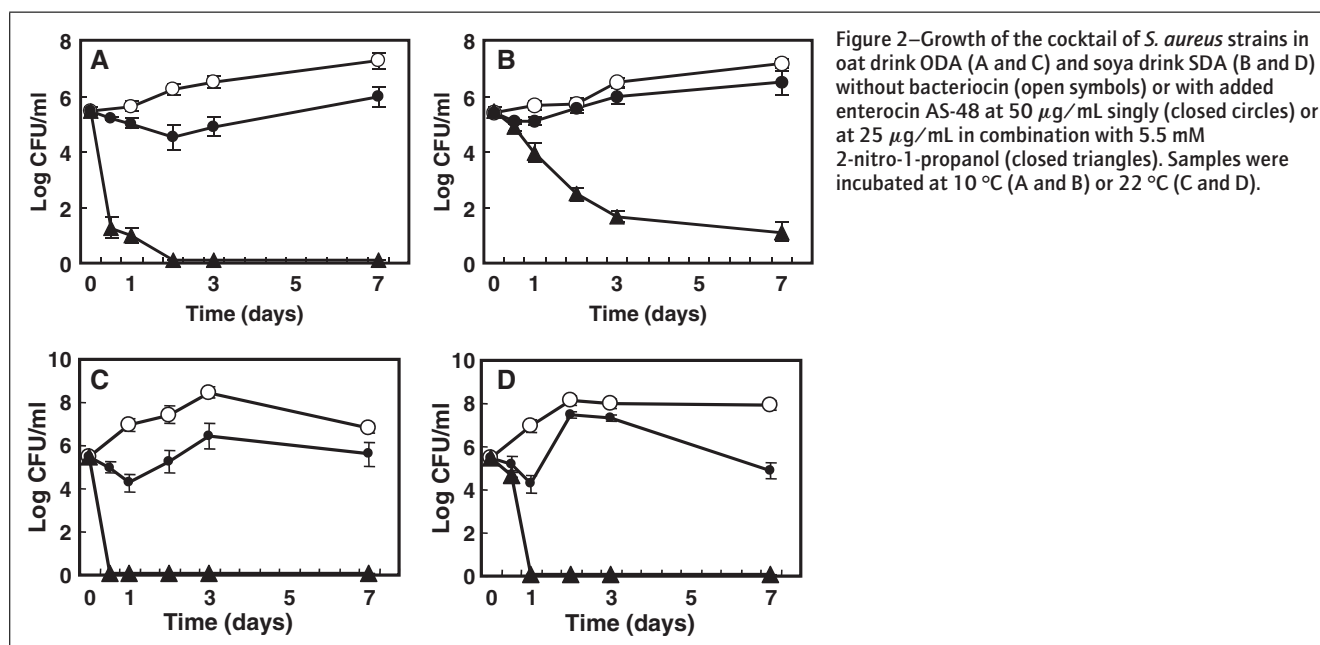 A
8
6
4
2
0
Log CFU/ml
0 1 3 5 7
Time (days)
B
8
6
4
2
0
Log CFU/ml
0 1 3 5 7
Time (days)
Figure 2–Growth of the cocktail of S. aureus strains in
oat drink ODA (A and C) and soya drink SDA (B and D)
without bacteriocin (open symbols) or with added
enterocin AS-48 at 50 μg/mL singly (closed circles) or
at 25 μg/mL in combination with 5.5 mM
2-nitro-1-propanol (closed triangles). Samples were
incubated at 10 °C (A and B) or 22 °C (C and D).
C
10
8
6
4
2
0
Log CFU/ml
0 1 3 5 7
Time (days)
D
10
8
6
4
2
0
Log CFU/ml
0 1 3 5 7
Time (days)